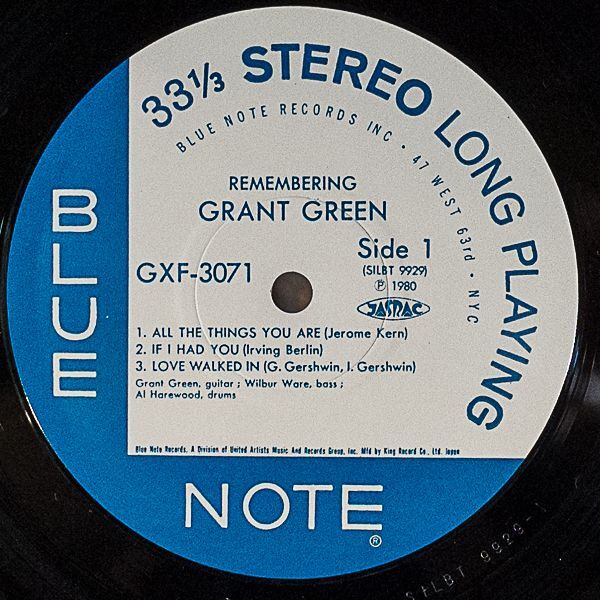 33⅓ STEREO LONG PLAYING
BLUE NOTE RECORDS INC · 47 WEST 63rd · NYC
REMEMBERING
GRANT GREEN
Side 1
GXF-3071
(SILBT 9929)
℗ 1980
JASRAC
1. ALL THE THINGS YOU ARE (Jerome Kern)
2. IF I HAD YOU (Irving Berlin)
3. LOVE WALKED IN (G. Gershwin, I. Gershwin)
Grant Green, guitar ; Wilbur Ware, bass ;
Al Harewood, drums
Blue Note Records, A Division of United Artists Music And Records Group, Inc. Mfd by King Record Co., Ltd. Japan
BLUE
NOTE
®
SILBT 9929-1